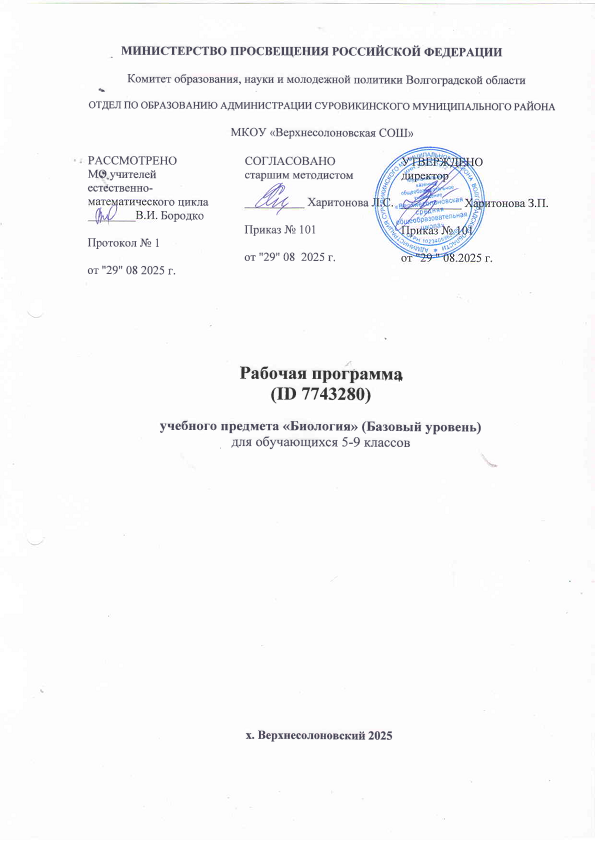 МИНИСТЕРСТВО ПРОСВЕЩЕНИЯ РОССИЙСКОЙ ФЕДЕРАЦИИ
Комитет образования, науки и молодежной политики Волгоградской области
ОТДЕЛ ПО ОБРАЗОВАНИЮ АДМИНИСТРАЦИИ СУРОВИКИНСКОГО МУНИЦИПАЛЬНОГО РАЙОНА
МКОУ «Верхнесолоновская СОШ»
РАССМОТРЕНО
МО учителей
естественно-
математического цикла
В.И. Бородко
Протокол № 1
от "29" 08 2025 г.
СОГЛАСОВАНО
старшим методистом
Харитонова Л.С.
Приказ № 101
от "29" 08 2025 г.
УТВЕРЖДЕНО
директор
Харитонова З.П.
Приказ № 101
от "29 " 08.2025 г.
Рабочая программа
(ID 7743280)
учебного предмета «Биология» (Базовый уровень)
для обучающихся 5-9 классов
х. Верхнесолоновский 2025